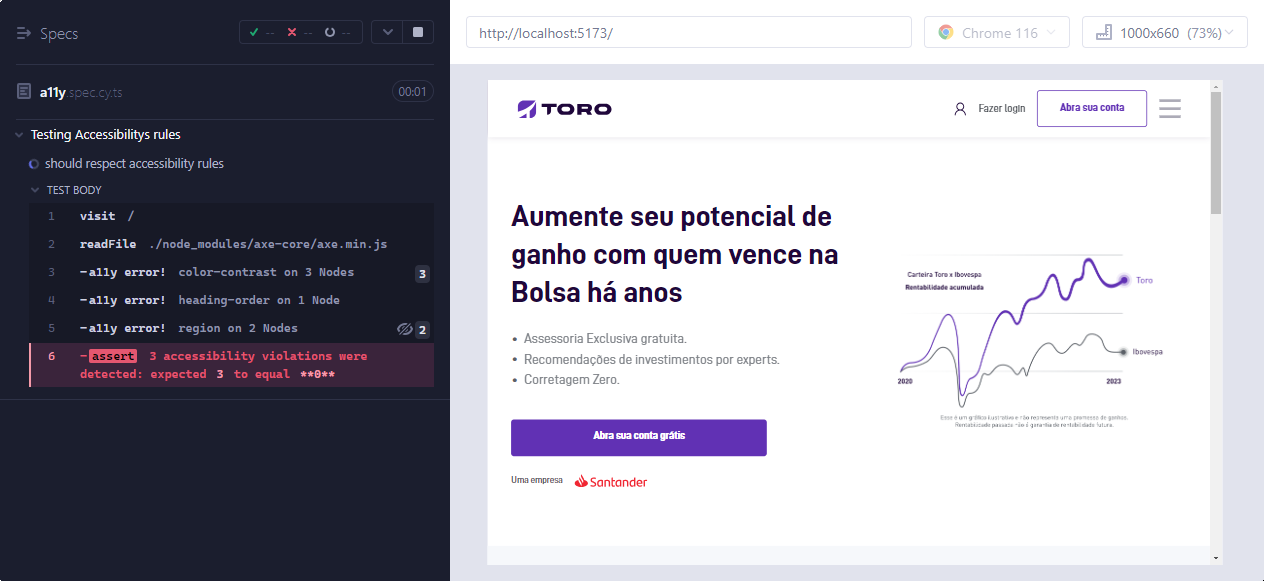 Specs
-- -- --
a11y.spec.cy.ts
00:01
Testing Accessibilitys rules
should respect accessibility rules
TEST BODY
1 visit /
2 readFile ./node_modules/axe-core/axe.min.js
3 -a11y error! color-contrast on 3 Nodes 3
4 -a11y error! heading-order on 1 Node
5 -a11y error! region on 2 Nodes 2
6 -assert 3 accessibility violations were
detected: expected 3 to equal **0**
http://localhost:5173/
Chrome 116
1000x660 (73%)
TORO
Fazer login
Abra sua conta
Aumente seu potencial de
ganho com quem vence na
Bolsa há anos
• Assessoria Exclusiva gratuita.
• Recomendações de investimentos por experts.
• Corretagem Zero.
Abra sua conta grátis
Uma empresa
Santander
Carteira Toro x Ibovespa
Rentabilidade acumulada
Toro
Ibovespa
2020
2023
Esse é um gráfico ilustrativo e não representa uma promessa de ganhos.
Rentabilidade passada não é garantia de rentabilidade futura.